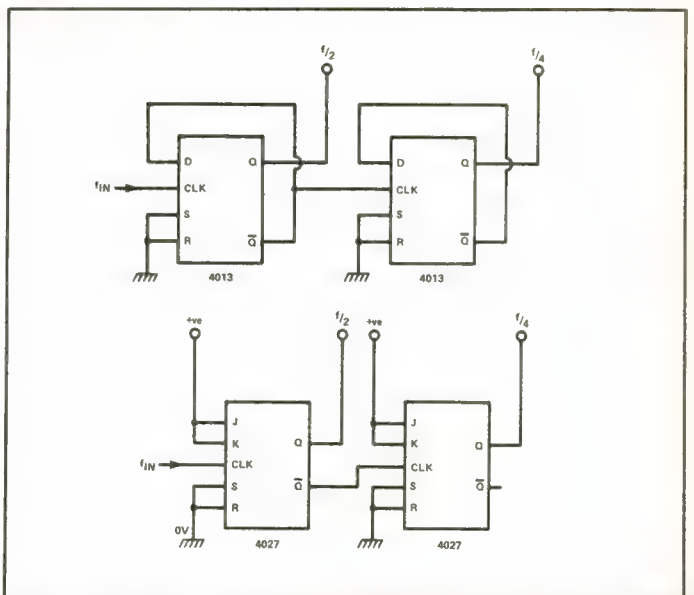 f/2
f/4
D Q D Q
fIN CLK CLK
S S
R Q̅ R Q̅
4013 4013
+ve f/2 +ve f/4
J J
K Q K Q
fIN CLK CLK
S Q̅ S Q̅
R R
0V
4027 4027